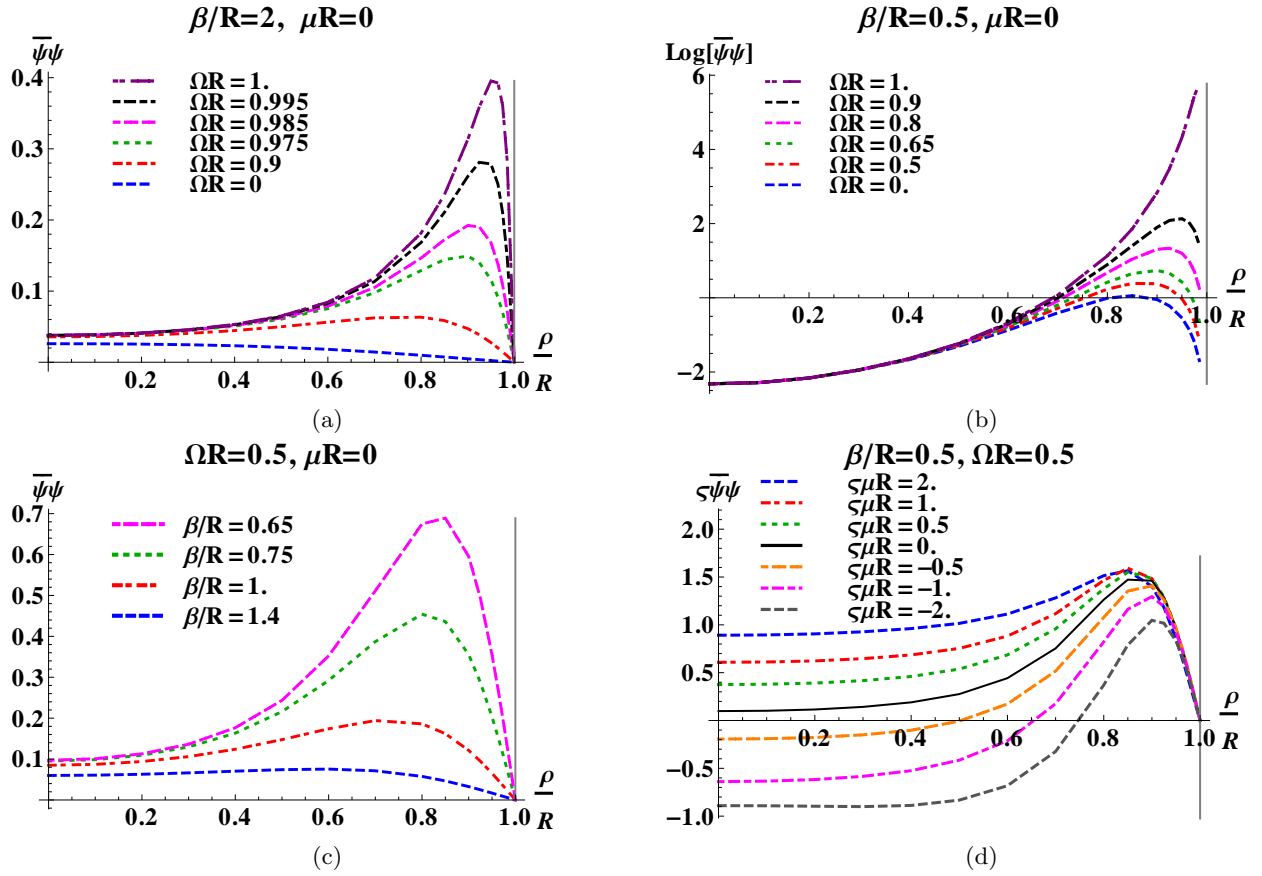 β/R=2, μR=0
ψ̅ψ
ΩR=1.
ΩR=0.995
ΩR=0.985
ΩR=0.975
ΩR=0.9
ΩR=0
0.4
0.3
0.2
0.1
0.2 0.4 0.6 0.8 1.0
ρ/R
(a)
β/R=0.5, μR=0
Log[ψ̅ψ]
ΩR=1.
ΩR=0.9
ΩR=0.8
ΩR=0.65
ΩR=0.5
ΩR=0.
6
4
2
−2
0.2 0.4 0.6 0.8 1.0
ρ/R
(b)
ΩR=0.5, μR=0
ψ̅ψ
β/R=0.65
β/R=0.75
β/R=1.
β/R=1.4
0.7
0.6
0.5
0.4
0.3
0.2
0.1
0.2 0.4 0.6 0.8 1.0
ρ/R
(c)
β/R=0.5, ΩR=0.5
ςψ̅ψ
ςμR=2.
ςμR=1.
ςμR=0.5
ςμR=0.
ςμR=−0.5
ςμR=−1.
ςμR=−2.
2.0
1.5
1.0
0.5
−0.5
−1.0
0.2 0.4 0.6 0.8 1.0
ρ/R
(d)